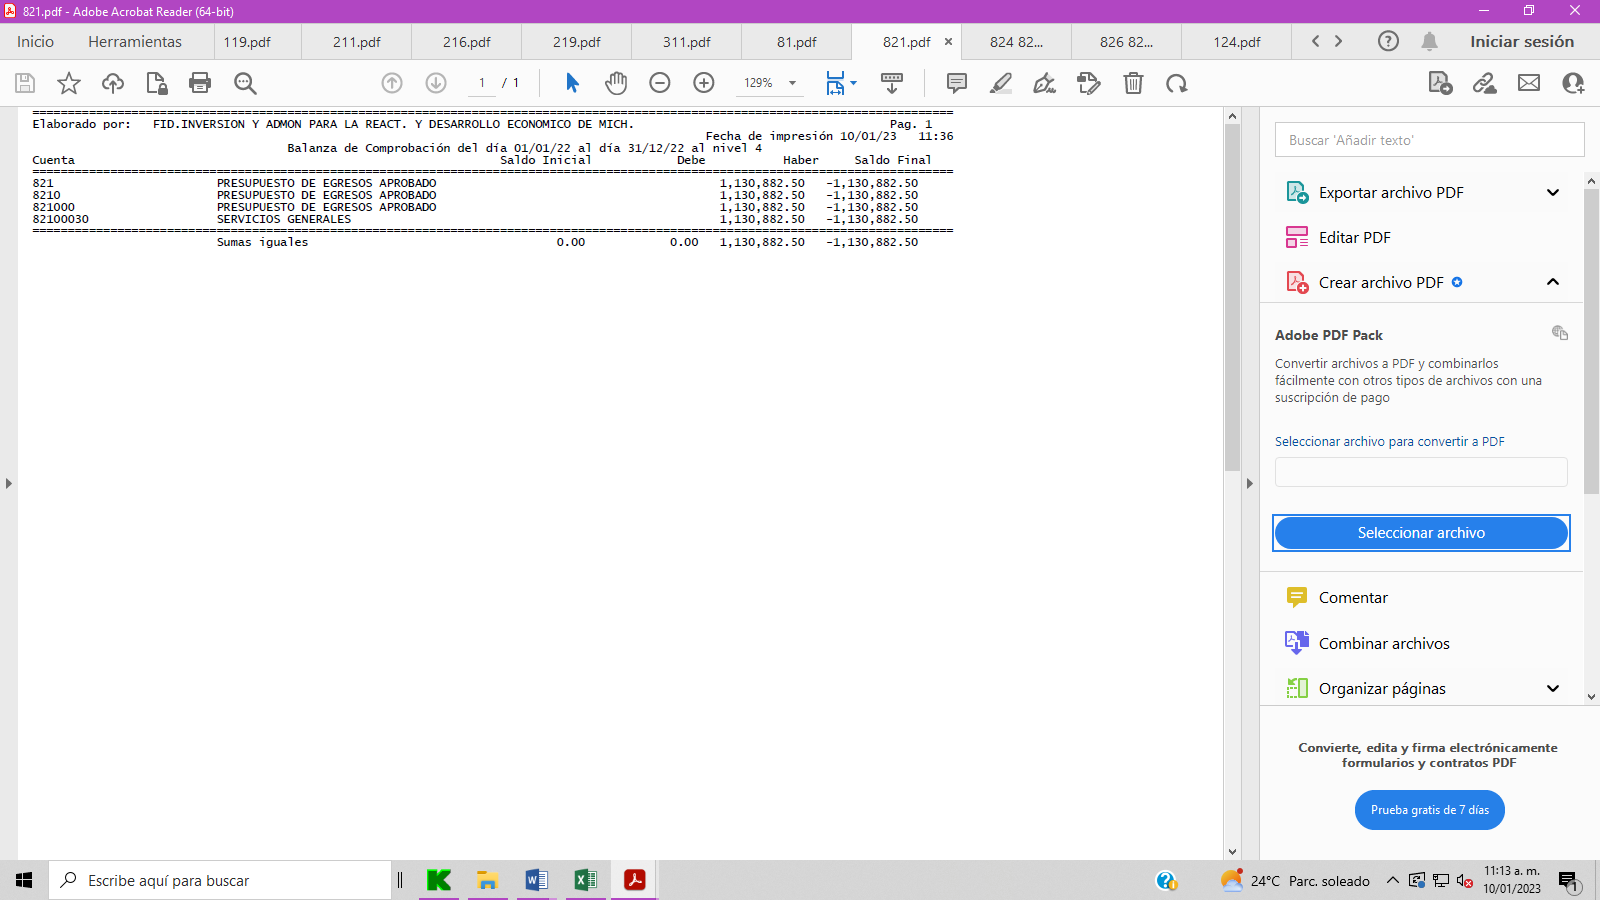 821.pdf - Adobe Acrobat Reader (64-bit)
Inicio Herramientas 119.pdf 211.pdf 216.pdf 219.pdf 311.pdf 81.pdf 821.pdf × 824 82... 826 82... 124.pdf Iniciar sesión
1 / 1 129%
Elaborado por: FID.INVERSION Y ADMON PARA LA REACT. Y DESARROLLO ECONOMICO DE MICH. Pag. 1
Fecha de impresión 10/01/23 11:36
Balanza de Comprobación del día 01/01/22 al día 31/12/22 al nivel 4
Cuenta Saldo Inicial Debe Haber Saldo Final
821 PRESUPUESTO DE EGRESOS APROBADO 1,130,882.50 -1,130,882.50
8210 PRESUPUESTO DE EGRESOS APROBADO 1,130,882.50 -1,130,882.50
821000 PRESUPUESTO DE EGRESOS APROBADO 1,130,882.50 -1,130,882.50
82100030 SERVICIOS GENERALES 1,130,882.50 -1,130,882.50
Sumas iguales 0.00 0.00 1,130,882.50 -1,130,882.50
Buscar 'Añadir texto'
Exportar archivo PDF
Editar PDF
Crear archivo PDF
Adobe PDF Pack
Convertir archivos a PDF y combinarlos
fácilmente con otros tipos de archivos con una
suscripción de pago
Seleccionar archivo para convertir a PDF
Seleccionar archivo
Comentar
Combinar archivos
Organizar páginas
Convierte, edita y firma electrónicamente
formularios y contratos PDF
Prueba gratis de 7 días
Escribe aquí para buscar
24°C Parc. soleado
11:13 a. m.
10/01/2023
1